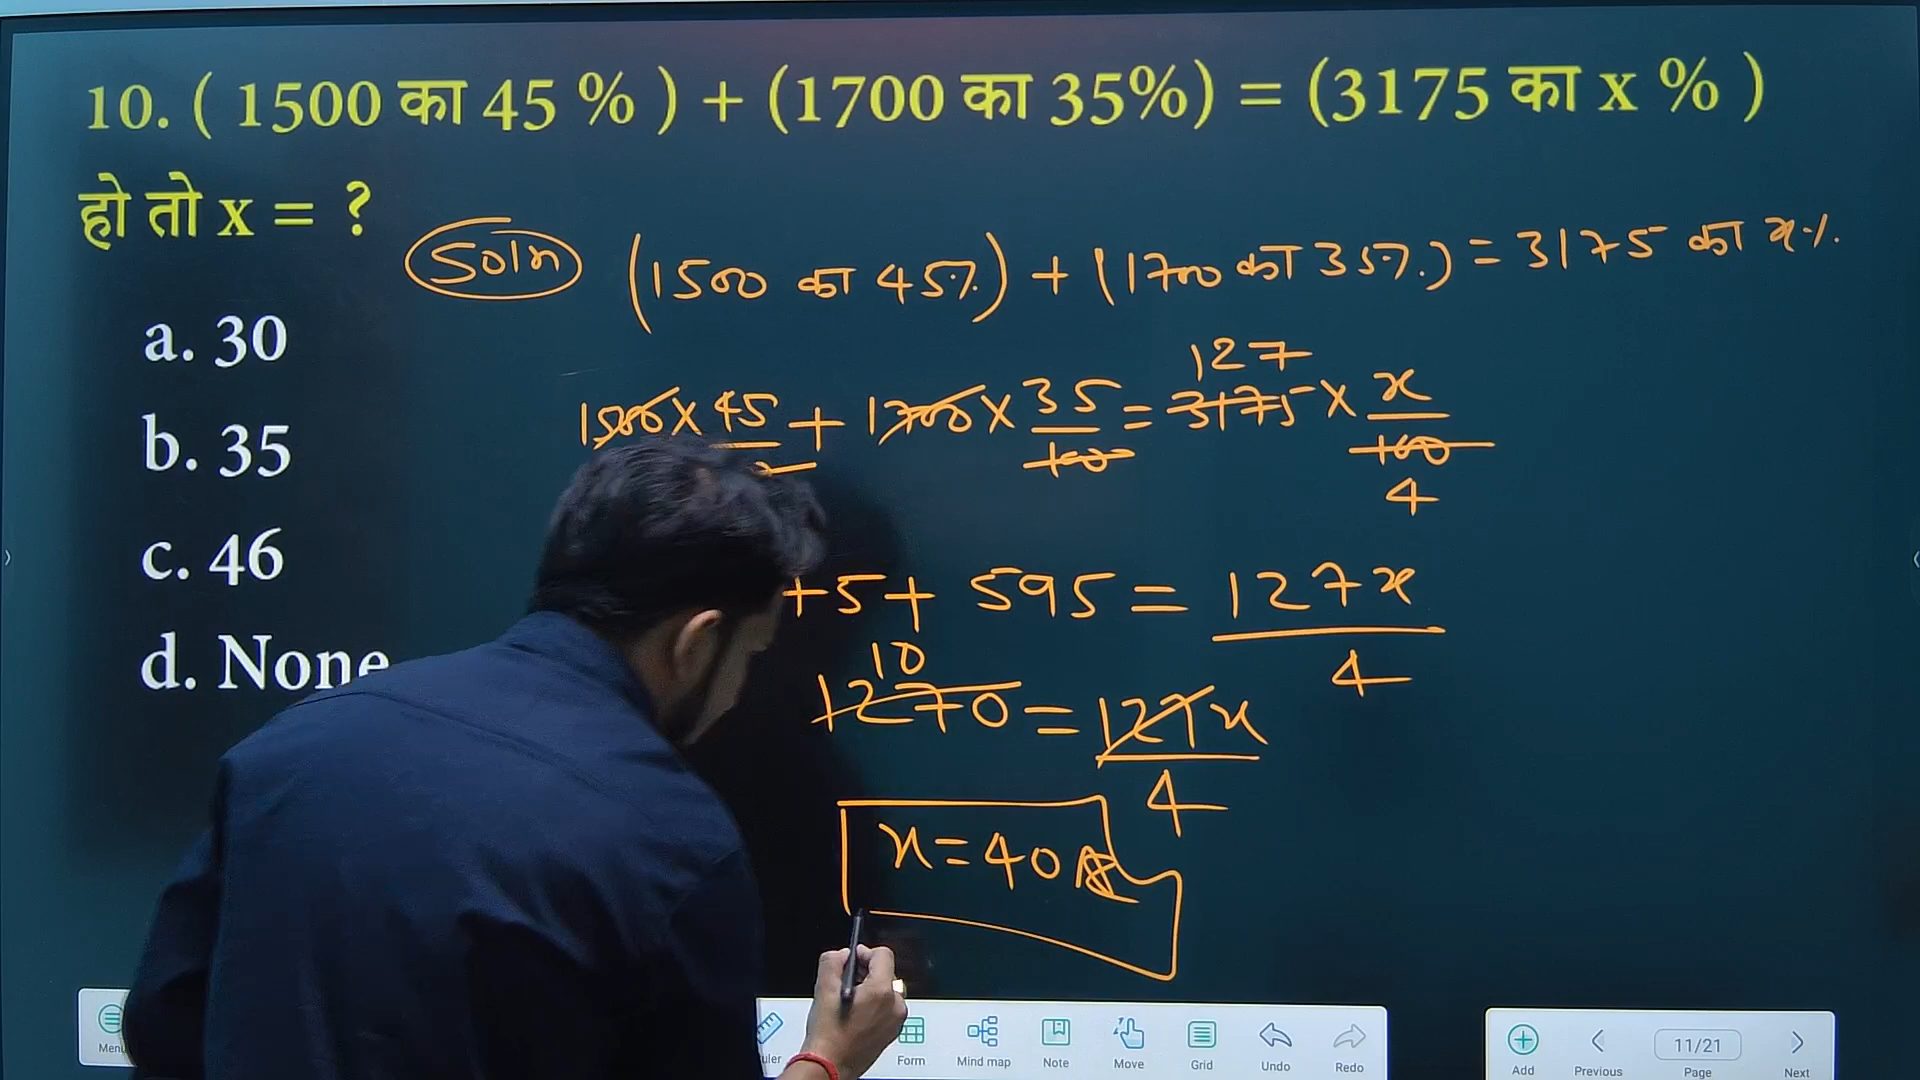 10. ( 1500 का 45 % ) + (1700 का 35%) = (3175 का x % )
हो तो x = ?
a. 30
b. 35
c. 46
d. None
Soln (1500 का 45%) + (1700 का 35%) = 3175 का x%
127
1500 × 45 + 1700 × 35 = 3175 × x
100 100
4
+5 + 595 = 127x
4
10
1270 = 127x
4
x = 40
Menu
Form Mind map Note Move Grid Undo Redo
Add Previous 11/21 Page Next